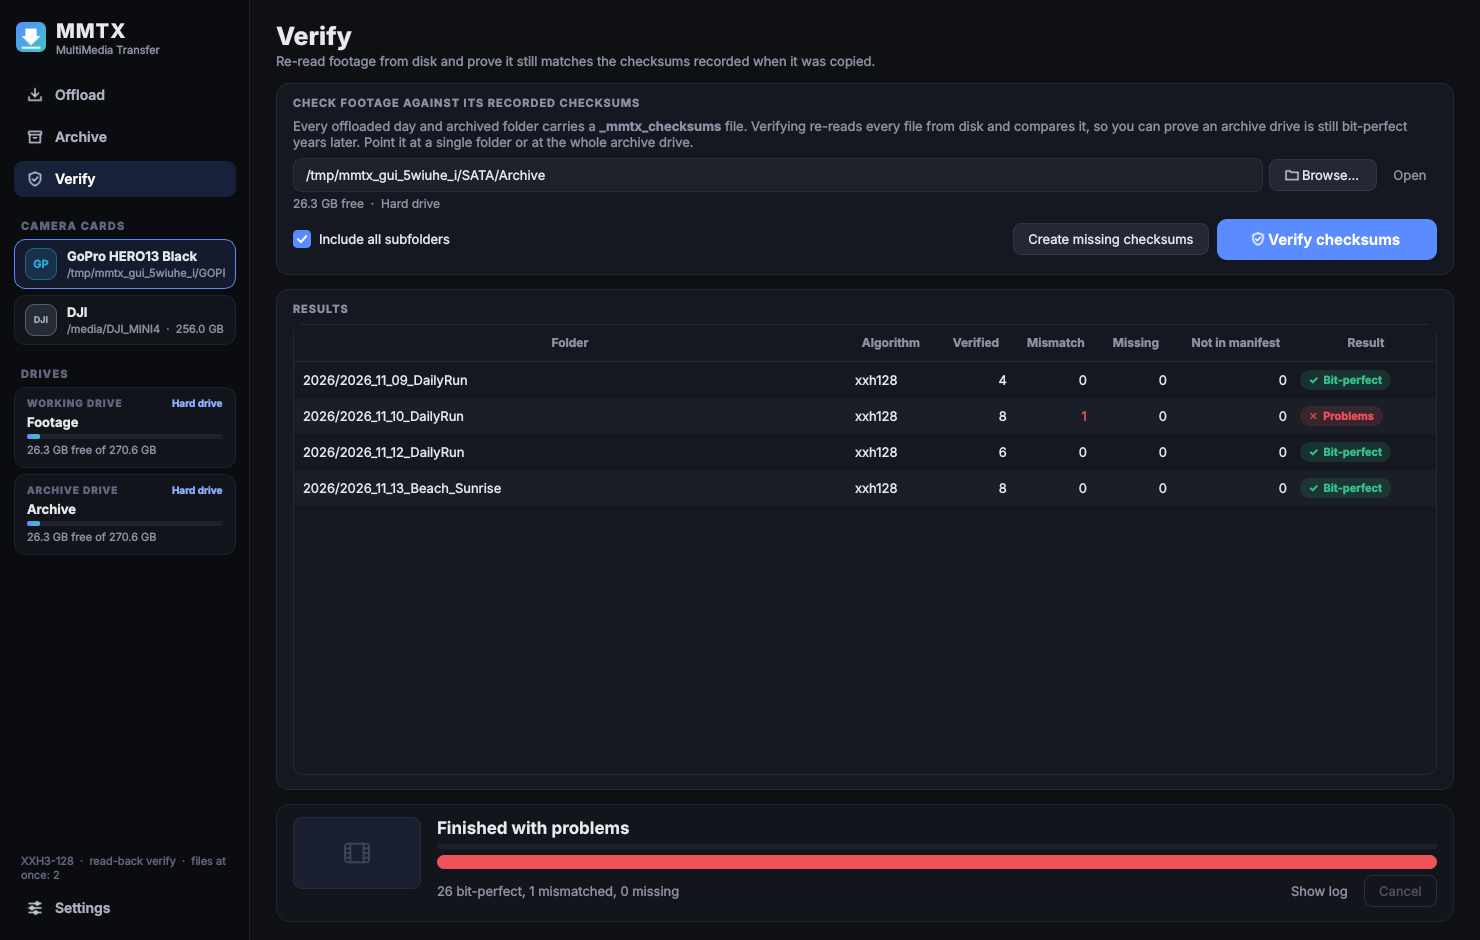 MMTX
MultiMedia Transfer
Offload
Archive
Verify
CAMERA CARDS
GP
GoPro HERO13 Black
/tmp/mmtx_gui_5wiuhe_i/GOPI
DJI
DJI
/media/DJI_MINI4 · 256.0 GB
DRIVES
WORKING DRIVE Hard drive
Footage
26.3 GB free of 270.6 GB
ARCHIVE DRIVE Hard drive
Archive
26.3 GB free of 270.6 GB
XXH3-128 · read-back verify · files at
once: 2
Settings
Verify
Re-read footage from disk and prove it still matches the checksums recorded when it was copied.
CHECK FOOTAGE AGAINST ITS RECORDED CHECKSUMS
Every offloaded day and archived folder carries a _mmtx_checksums file. Verifying re-reads every file from disk and compares it, so you can prove an archive drive is still bit-perfect
years later. Point it at a single folder or at the whole archive drive.
/tmp/mmtx_gui_5wiuhe_i/SATA/Archive Browse... Open
26.3 GB free · Hard drive
Include all subfolders Create missing checksums Verify checksums
RESULTS
Folder Algorithm Verified Mismatch Missing Not in manifest Result
2026/2026_11_09_DailyRun xxh128 4 0 0 0 Bit-perfect
2026/2026_11_10_DailyRun xxh128 8 1 0 0 Problems
2026/2026_11_12_DailyRun xxh128 6 0 0 0 Bit-perfect
2026/2026_11_13_Beach_Sunrise xxh128 8 0 0 0 Bit-perfect
Finished with problems
26 bit-perfect, 1 mismatched, 0 missing Show log Cancel